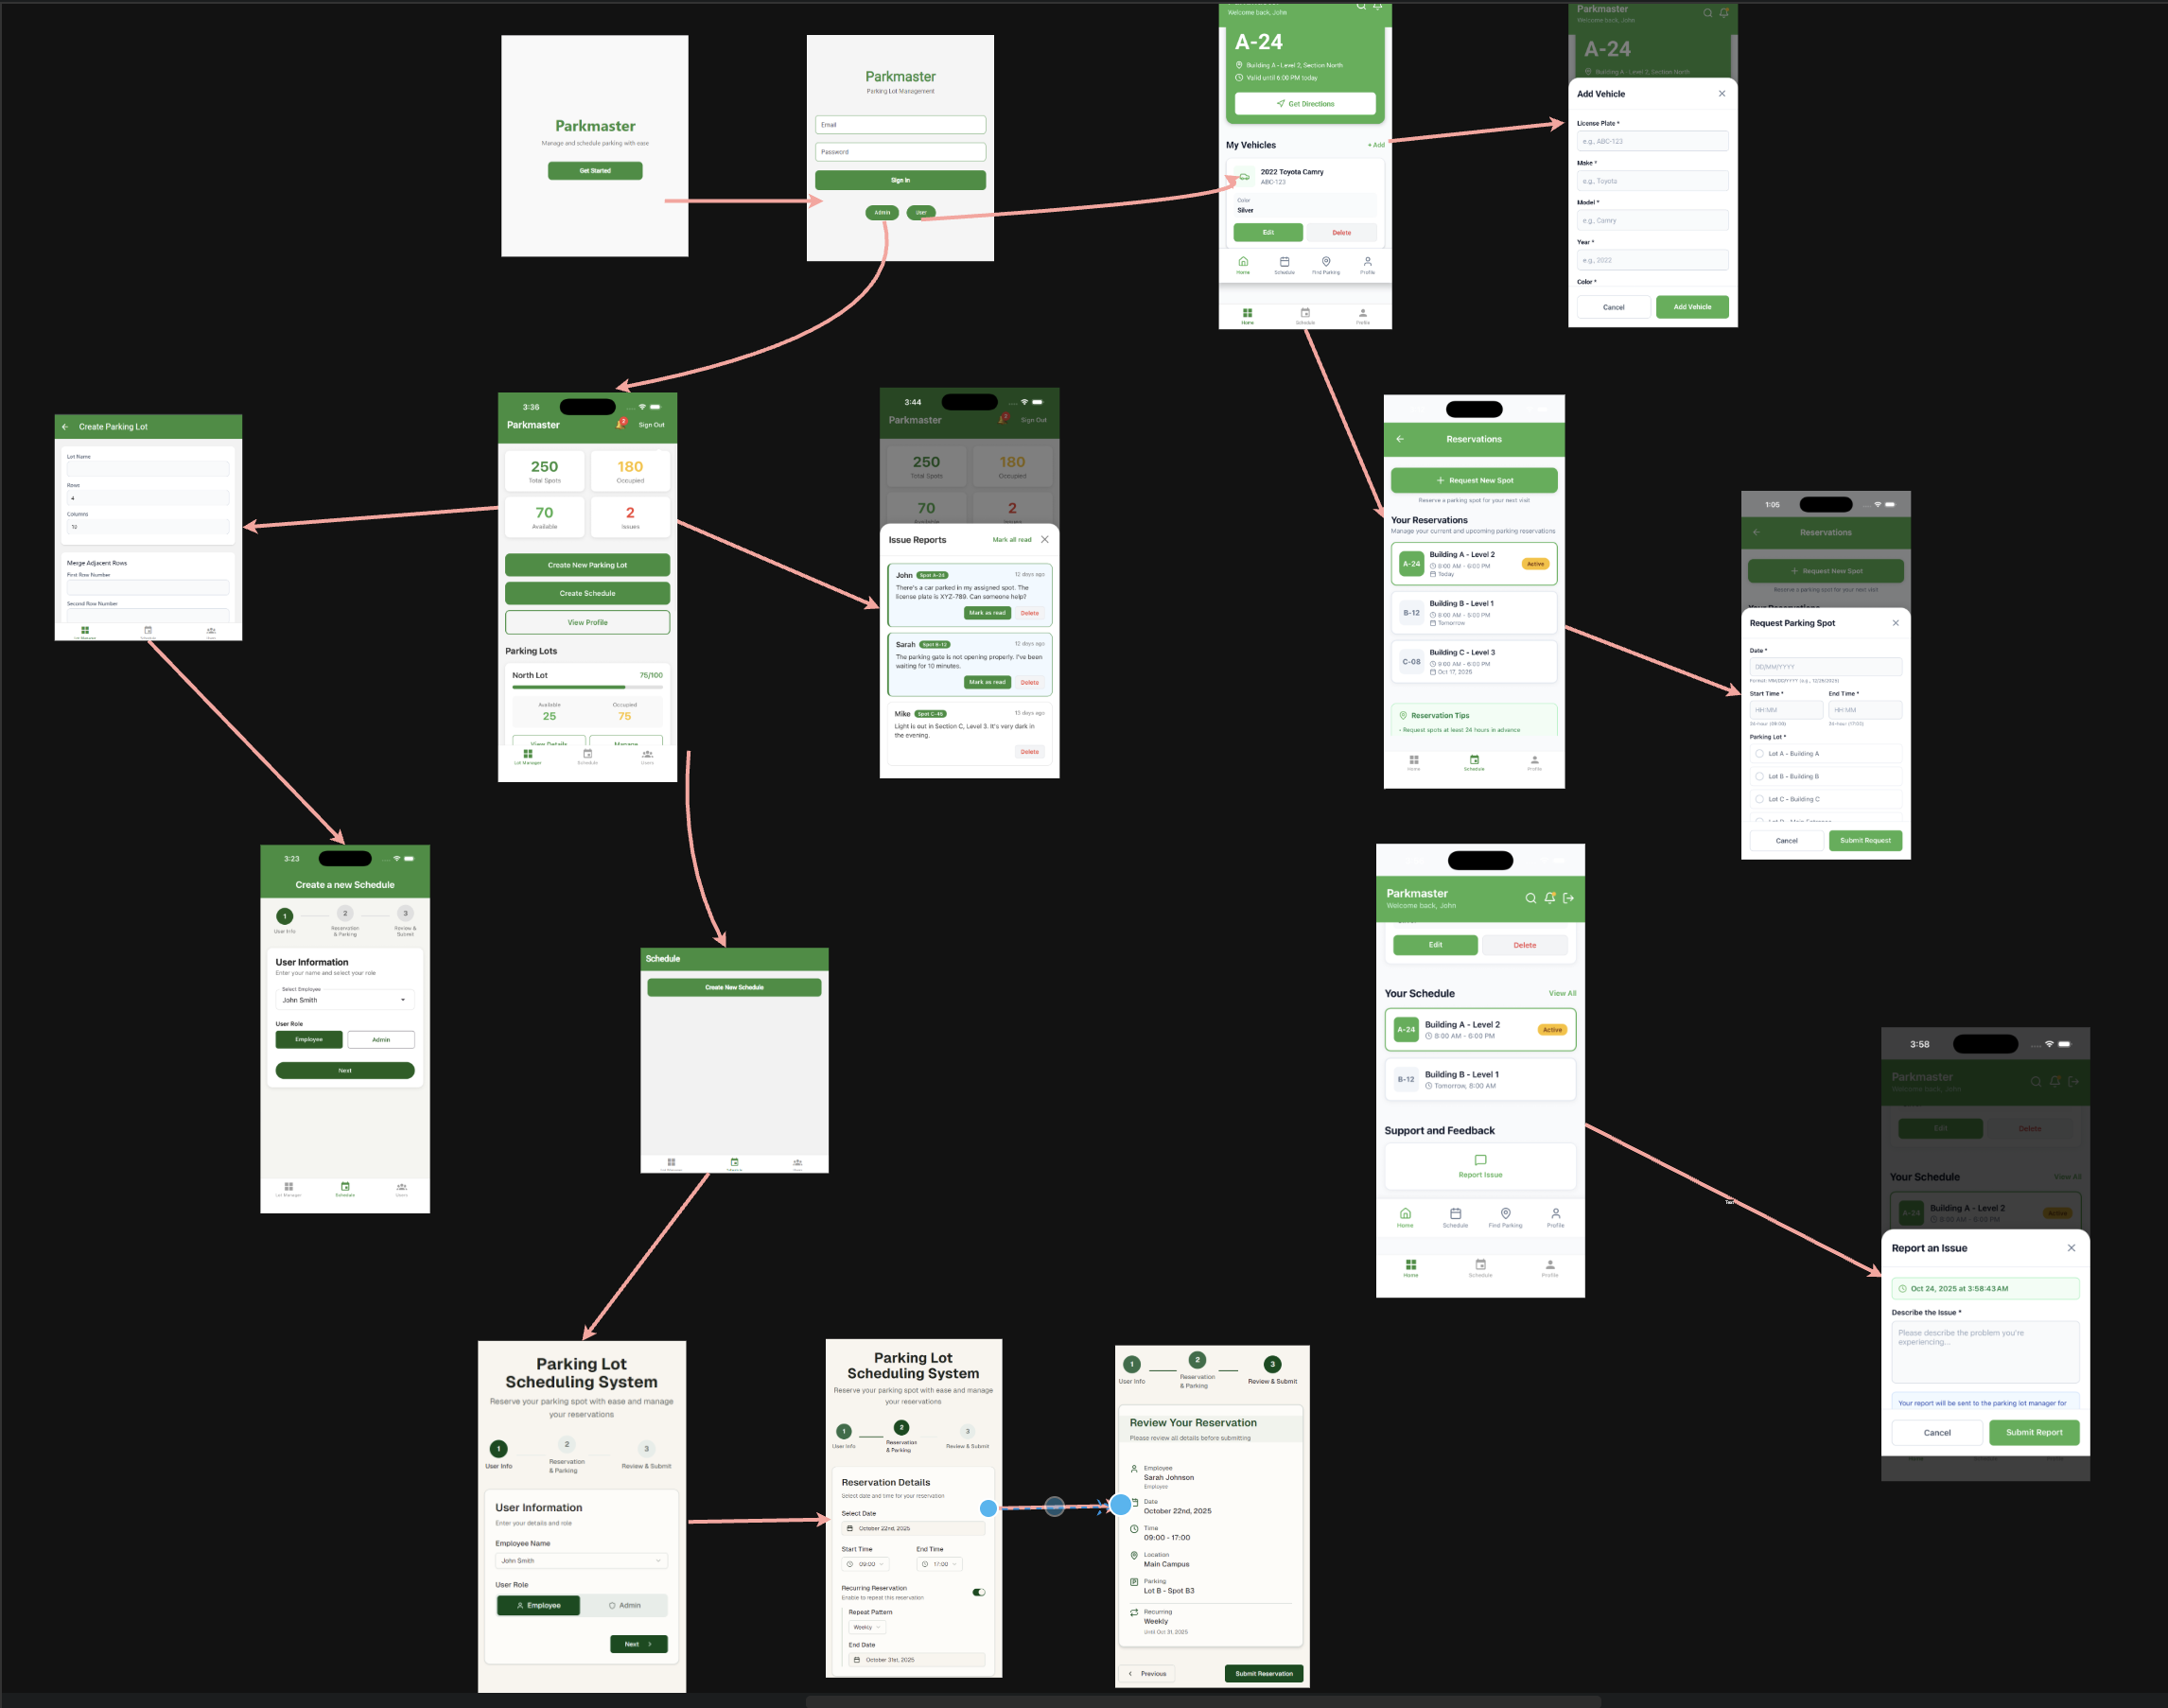 Parkmaster
Manage and schedule parking with ease
Get Started
Parkmaster
Parking Lot Management
Email
Password
Sign In
Admin
User
Welcome back, John
A-24
Building A - Level 2, Section North
Valid until 6:00 PM today
Get Directions
My Vehicles
+ Add
2022 Toyota Camry
ABC-123
Color
Silver
Edit
Delete
Home
Schedule
Find Parking
Profile
Home
Schedule
Profile
Parkmaster
Welcome back, John
A-24
Building A - Level 2, Section North
Add Vehicle
License Plate *
e.g., ABC-123
Make *
e.g., Toyota
Model *
e.g., Camry
Year *
e.g., 2022
Color *
Cancel
Add Vehicle
Create Parking Lot
Lot Name
Rows
4
Columns
10
Merge Adjacent Rows
First Row Number
Second Row Number
3:36
Parkmaster
2
Sign Out
250
Total Spots
180
Occupied
70
Available
2
Issues
Create New Parking Lot
Create Schedule
View Profile
Parking Lots
North Lot
75/100
Available
25
Occupied
75
View Details
Manage
Lot Manager
Schedule
Users
3:44
Parkmaster
Sign Out
250
Total Spots
180
Occupied
70
Available
2
Issues
Issue Reports
Mark all read
John
Spot A-24
12 days ago
There's a car parked in my assigned spot. The
license plate is XYZ-789. Can someone help?
Mark as read
Delete
Sarah
Spot B-12
12 days ago
The parking gate is not opening properly. I've been
waiting for 10 minutes.
Mark as read
Delete
Mike
13 days ago
Light is out in Section C, Level 3. It's very dark in
the evening.
Delete
Reservations
+ Request New Spot
Reserve a parking spot for your next visit
Your Reservations
Manage your current and upcoming parking reservations
A-24
Building A - Level 2
8:00 AM - 6:00 PM
Today
Active
B-12
Building B - Level 1
8:00 AM - 5:00 PM
Tomorrow
C-08
Building C - Level 3
9:00 AM - 6:00 PM
Oct 17, 2025
Reservation Tips
• Request spots at least 24 hours in advance
Home
Schedule
Profile
1:05
Reservations
+ Request New Spot
Reserve a parking spot for your next visit
Request Parking Spot
Date *
DD/MM/YYYY
Format: MM/DD/YYYY (e.g., 12/26/2025)
Start Time *
End Time *
HH:MM
HH:MM
24-hour (09:00)
24-hour (17:00)
Parking Lot *
Lot A - Building A
Lot B - Building B
Lot C - Building C
Lot D - Main Entrance
Cancel
Submit Request
3:23
Create a new Schedule
1
2
3
User Info
Reservation
& Parking
Review &
Submit
User Information
Enter your name and select your role
Select Employee
John Smith
User Role
Employee
Admin
Next
Lot Manager
Schedule
Users
Schedule
Create New Schedule
Parkmaster
Welcome back, John
Edit
Delete
Your Schedule
View All
A-24
Building A - Level 2
8:00 AM - 6:00 PM
Active
B-12
Building B - Level 1
Tomorrow, 8:00 AM
Support and Feedback
Report Issue
Home
Schedule
Find Parking
Profile
Home
Schedule
Profile
Text
3:58
Parkmaster
Welcome back, John
Edit
Delete
Your Schedule
View All
A-24
Building A - Level 2
8:00 AM - 6:00 PM
Active
Report an Issue
Oct 24, 2025 at 3:58:43 AM
Describe the Issue *
Please describe the problem you're
experiencing...
Your report will be sent to the parking lot manager for
Cancel
Submit Report
Parking Lot
Scheduling System
Reserve your parking spot with ease and manage
your reservations
1
2
3
User Info
Reservation
& Parking
Review & Submit
User Information
Enter your details and role
Employee Name
John Smith
User Role
Employee
Admin
Next
Parking Lot
Scheduling System
Reserve your parking spot with ease and manage
your reservations
1
2
3
User Info
Reservation
& Parking
Review & Submit
Reservation Details
Select date and time for your reservation
Select Date
October 22nd, 2025
Start Time
End Time
09:00
17:00
Recurring Reservation
Enable to repeat this reservation
Repeat Pattern
Weekly
End Date
October 31st, 2025
1
2
3
User Info
Reservation
& Parking
Review & Submit
Review Your Reservation
Please review all details before submitting
Employee
Sarah Johnson
Employee
Date
October 22nd, 2025
Time
09:00 - 17:00
Location
Main Campus
Parking
Lot B - Spot B3
Recurring
Weekly
Until Oct 31, 2025
Previous
Submit Reservation